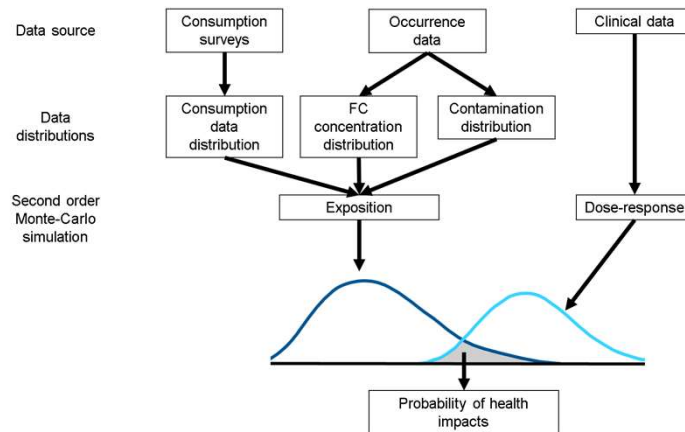 Data source
Consumption
surveys
Occurrence
data
Clinical data
Data
distributions
Consumption
data
distribution
FC
concentration
distribution
Contamination
distribution
Second order
Monte-Carlo
simulation
Exposition
Dose-response
Probability of health
impacts